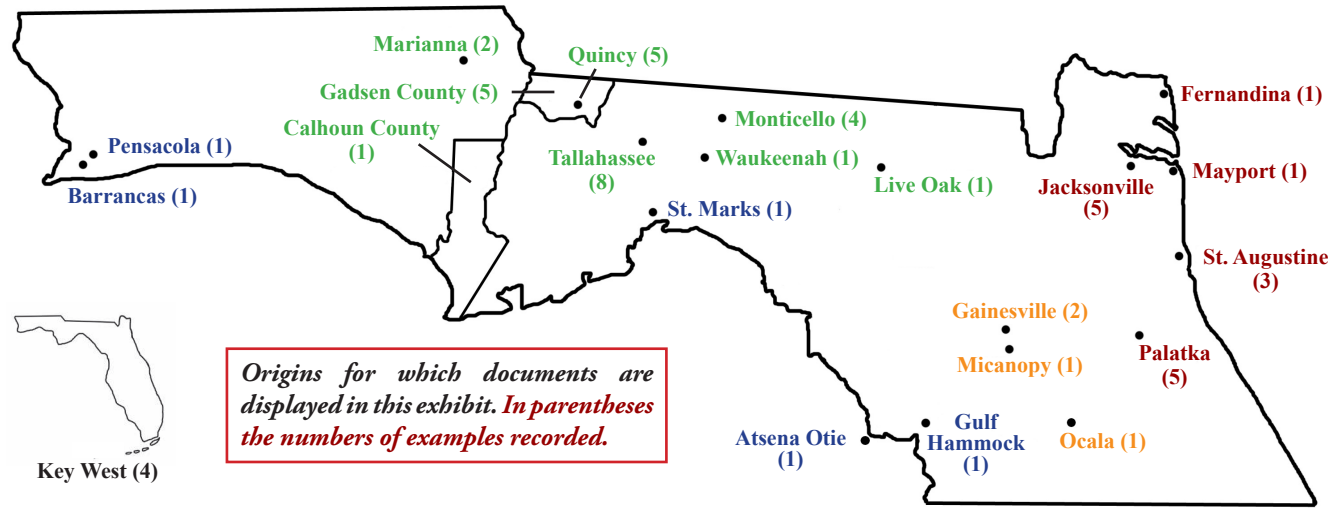 Marianna (2)
Quincy (5)
Gadsen County (5)
Calhoun County
(1)
Pensacola (1)
Barrancas (1)
Tallahassee
(8)
Monticello (4)
Waukeenah (1)
Live Oak (1)
St. Marks (1)
Fernandina (1)
Jacksonville
(5)
Mayport (1)
St. Augustine
(3)
Gainesville (2)
Micanopy (1)
Palatka
(5)
Atsena Otie
(1)
Gulf
Hammock
(1)
Ocala (1)
Key West (4)
Origins for which documents are
displayed in this exhibit. In parentheses
the numbers of examples recorded.